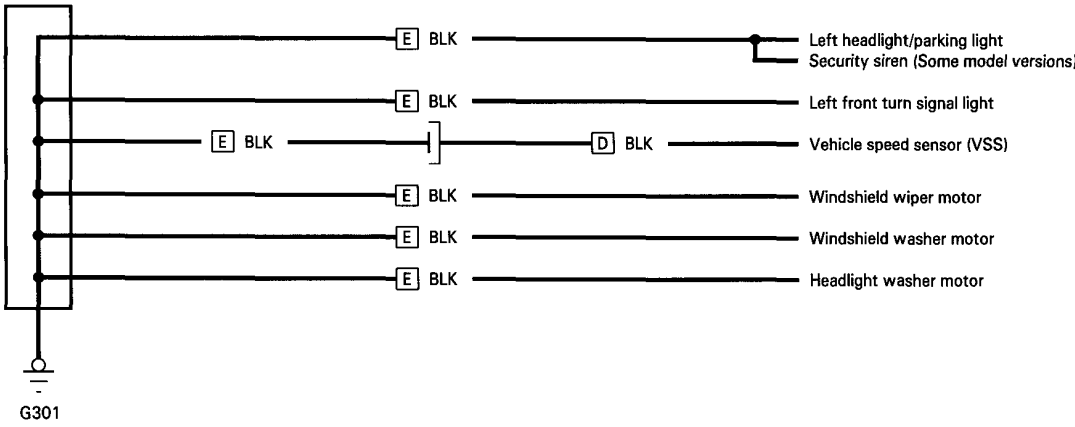 E BLK Left headlight/parking light
Security siren (Some model versions)
E BLK Left front turn signal light
E BLK D BLK Vehicle speed sensor (VSS)
E BLK Windshield wiper motor
E BLK Windshield washer motor
E BLK Headlight washer motor
G301